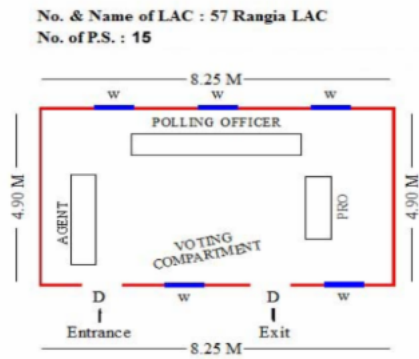 No. & Name of LAC : 57 Rangia LAC
No. of P.S. : 15
8.25 M
W W W
POLLING OFFICER
4.90 M
AGENT
PRO
4.90 M
VOTING
COMPARTMENT
D W D W
Entrance Exit
8.25 M